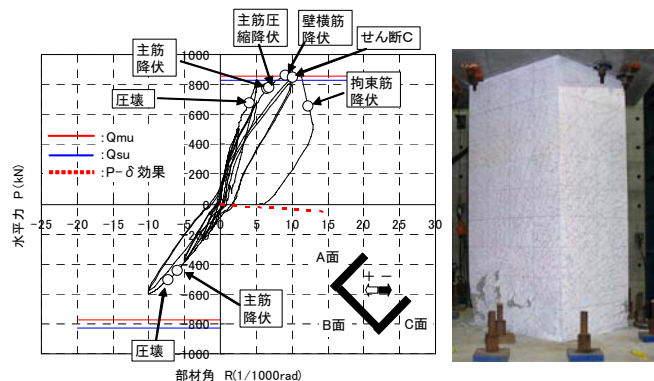 主筋圧
縮降伏
壁横筋
降伏
せん断C
主筋
降伏
拘束筋
降伏
圧壊
:Qmu
:Qsu
P-δ効果
水平力 P(kN)
1000
800
600
400
200
0
-200
-400
-600
-800
-1000
-25 -20 -15 -10 -5 0 5 10 15 20 25 30
A面
+ -
B面
C面
主筋
降伏
圧壊
部材角 R(1/1000rad)